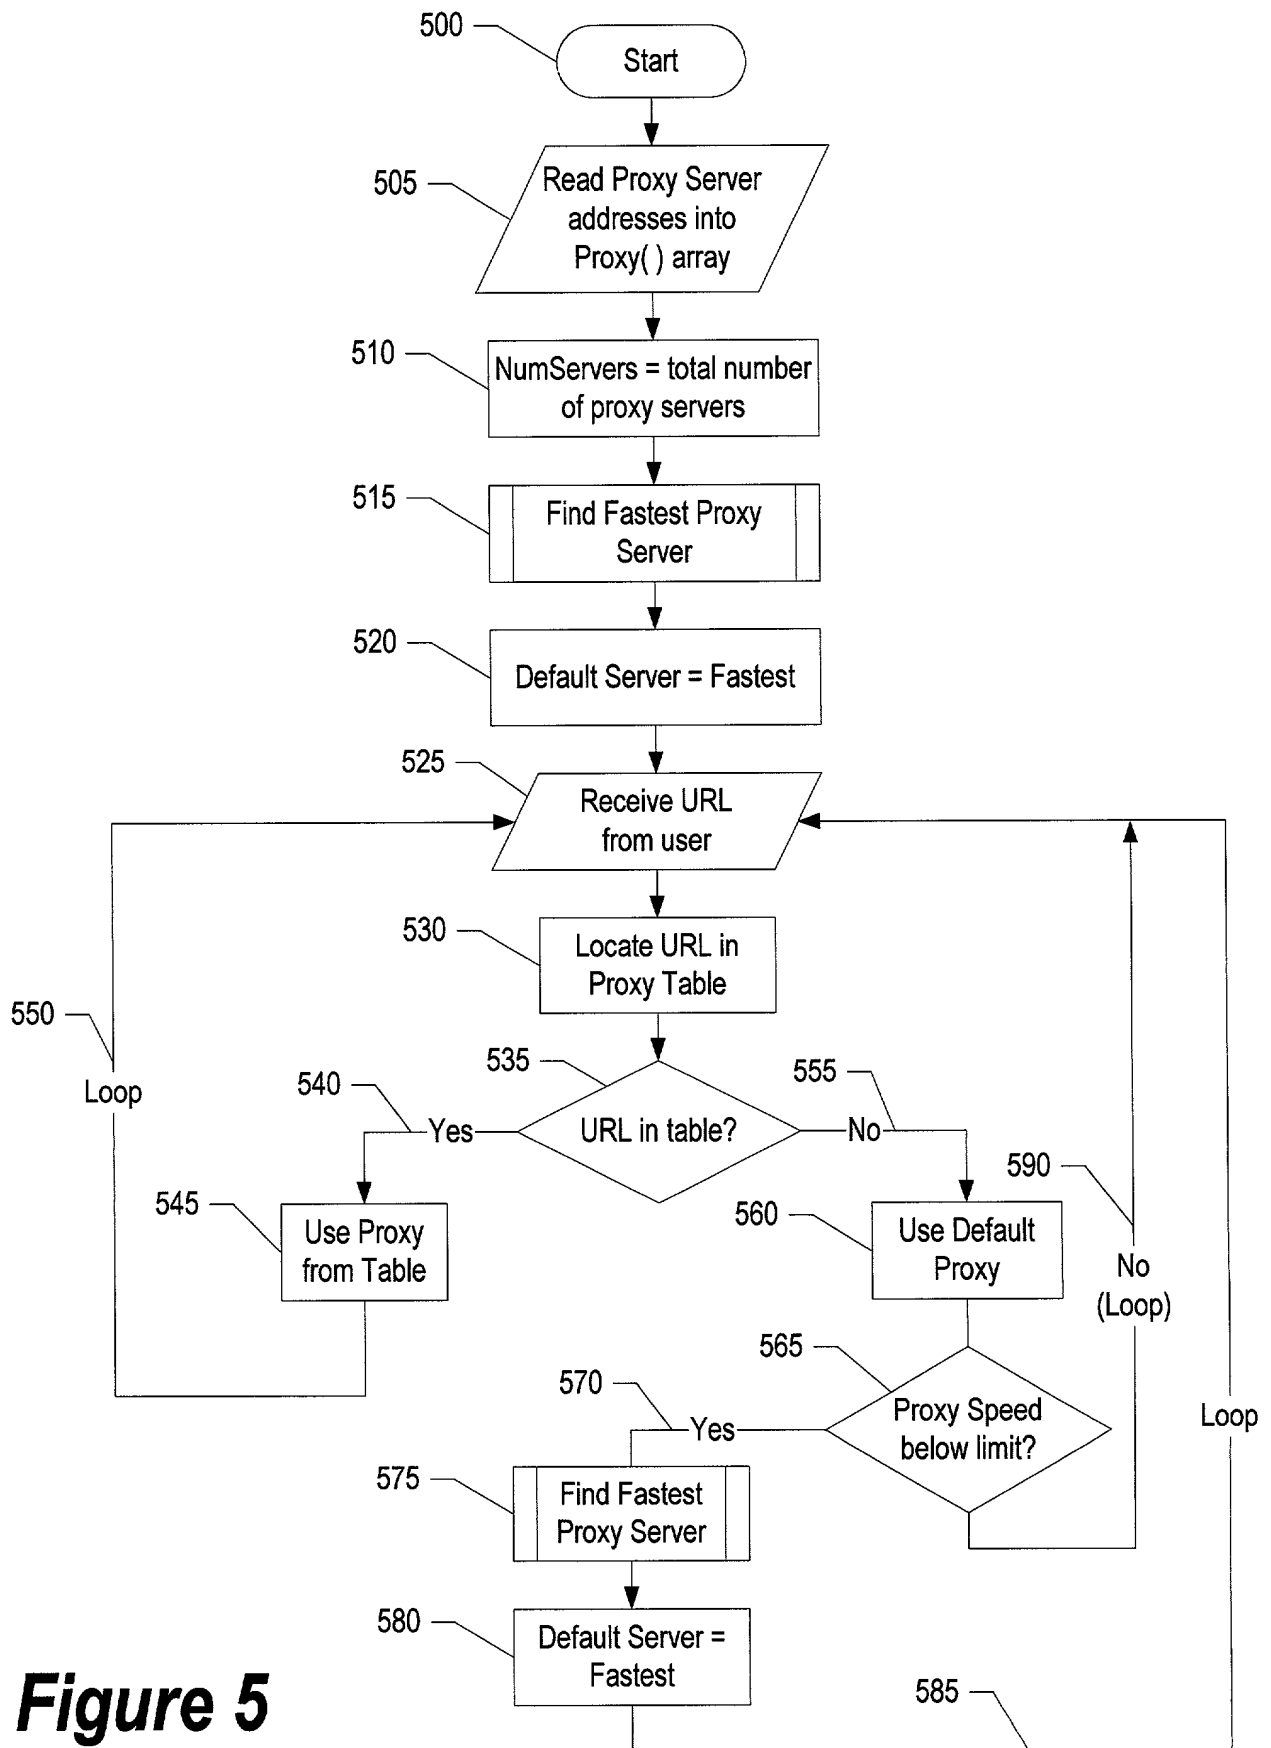 500
Start
505
Read Proxy Server
addresses into
Proxy( ) array
510
NumServers = total number
of proxy servers
515
Find Fastest Proxy
Server
520
Default Server = Fastest
525
Receive URL
from user
530
Locate URL in
Proxy Table
550
Loop
535
540
555
Yes
URL in table?
No
545
Use Proxy
from Table
560
Use Default
Proxy
590
No
(Loop)
565
570
Yes
Proxy Speed
below limit?
Loop
575
Find Fastest
Proxy Server
580
Default Server =
Fastest
585
Figure 5